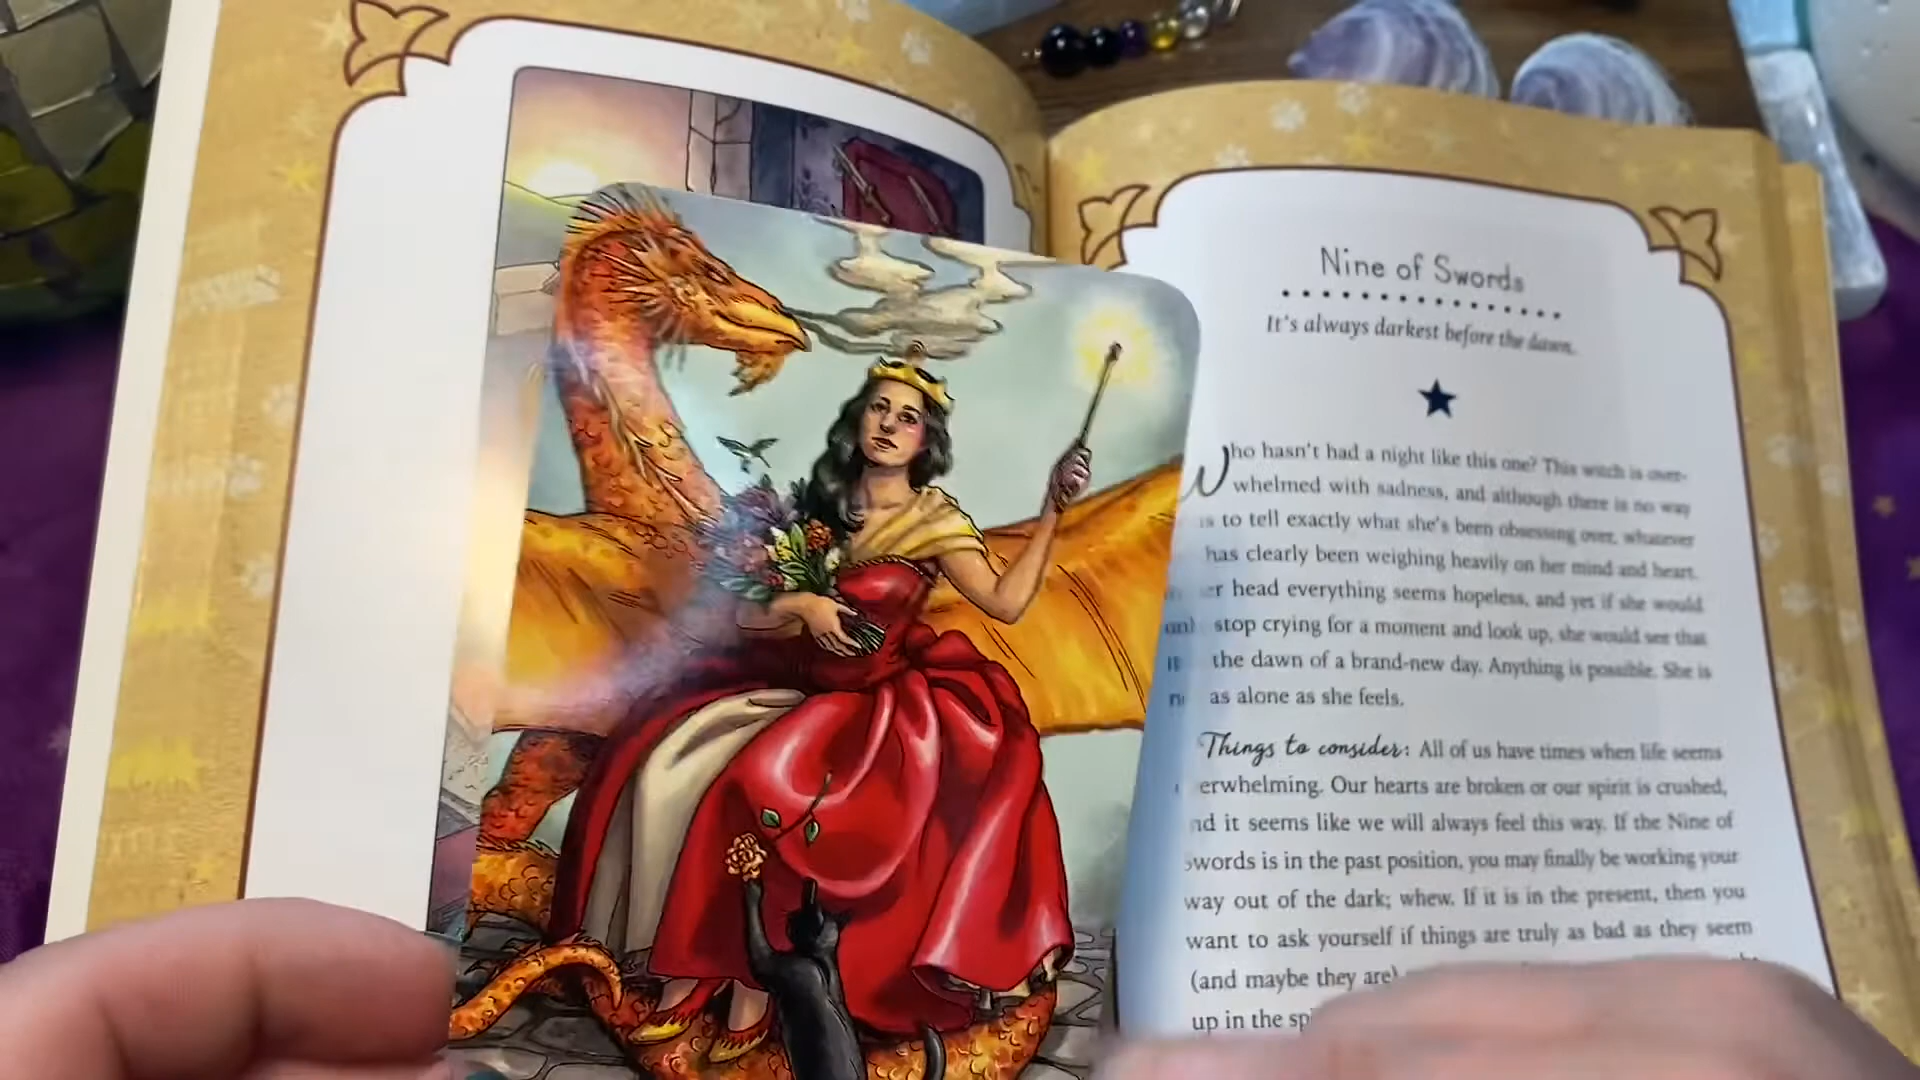 Nine of Swords
It's always darkest before the dawn.
Who hasn't had a night like this one? This witch is over-
whelmed with sadness, and although there is no way
is to tell exactly what she's been obsessing over, whatever
has clearly been weighing heavily on her mind and heart.
er head everything seems hopeless, and yet if she would
only stop crying for a moment and look up, she would see that
the dawn of a brand-new day. Anything is possible. She is
as alone as she feels.
Things to consider: All of us have times when life seems
erwhelming. Our hearts are broken or our spirit is crushed,
nd it seems like we will always feel this way. If the Nine of
Swords is in the past position, you may finally be working your
way out of the dark; whew. If it is in the present, then you
want to ask yourself if things are truly as bad as they seem
(and maybe they are)
up in the spi